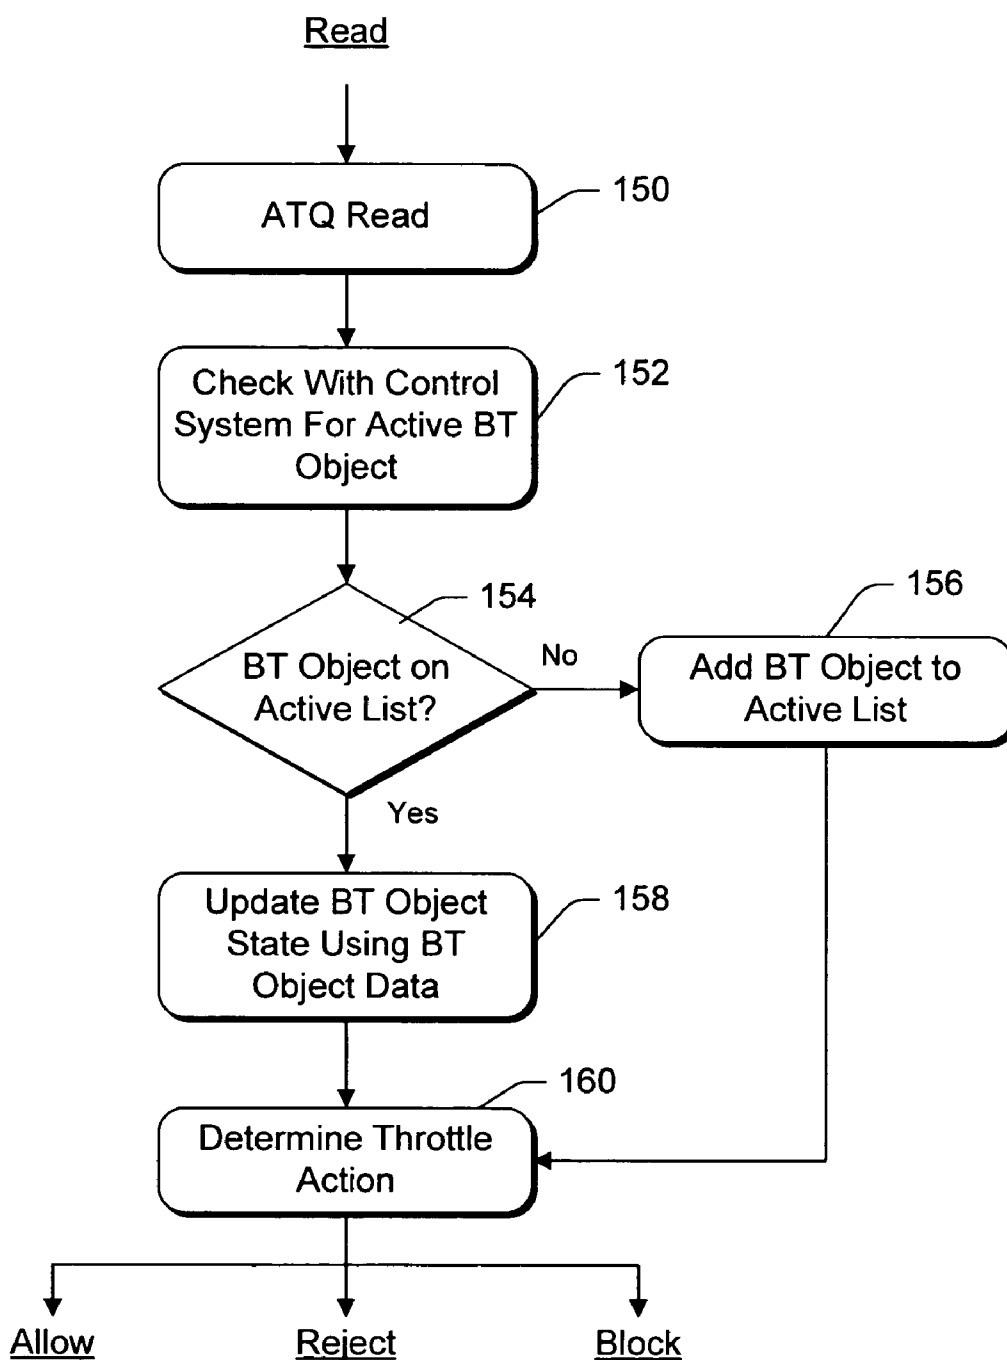 Read
ATQ Read
150
Check With Control
System For Active BT
Object
152
154
BT Object on
Active List?
No
156
Add BT Object to
Active List
Yes
Update BT Object
State Using BT
Object Data
158
160
Determine Throttle
Action
Allow
Reject
Block